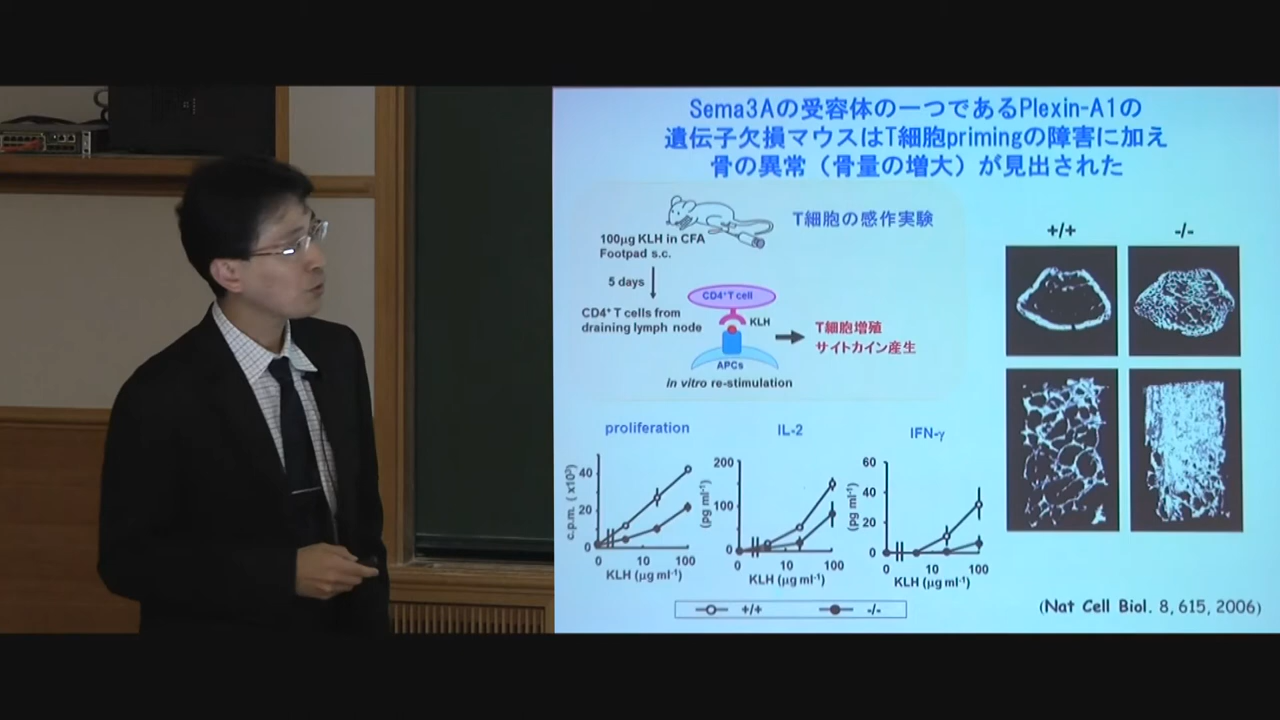 Sema3Aの受容体の一つであるPlexin-A1の
遺伝子欠損マウスはT細胞primingの障害に加え
骨の異常（骨量の増大）が見出された
T細胞の感作実験
100μg KLH in CFA
Footpad s.c.
5 days
CD4⁺ T cells from
draining lymph node
CD4⁺T cell
KLH
APCs
in vitro re-stimulation
T細胞増殖
サイトカイン産生
+/+
-/-
proliferation
c.p.m. ( x10³)
40
20
0
0
10
100
KLH (μg ml⁻¹)
IL-2
(pg ml⁻¹)
200
100
0
0
10
100
KLH (μg ml⁻¹)
IFN-γ
(pg ml⁻¹)
60
40
20
0
0
10
100
KLH (μg ml⁻¹)
+/+
-/-
(Nat Cell Biol. 8, 615, 2006)